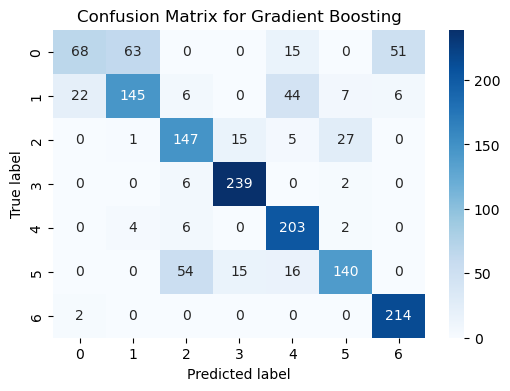 Confusion Matrix for Gradient Boosting
0 68 63 0 0 15 0 51
1 22 145 6 0 44 7 6
2 0 1 147 15 5 27 0
3 0 0 6 239 0 2 0
4 0 4 6 0 203 2 0
5 0 0 54 15 16 140 0
6 2 0 0 0 0 0 214
0 1 2 3 4 5 6
True label
Predicted label
200
150
100
50
0